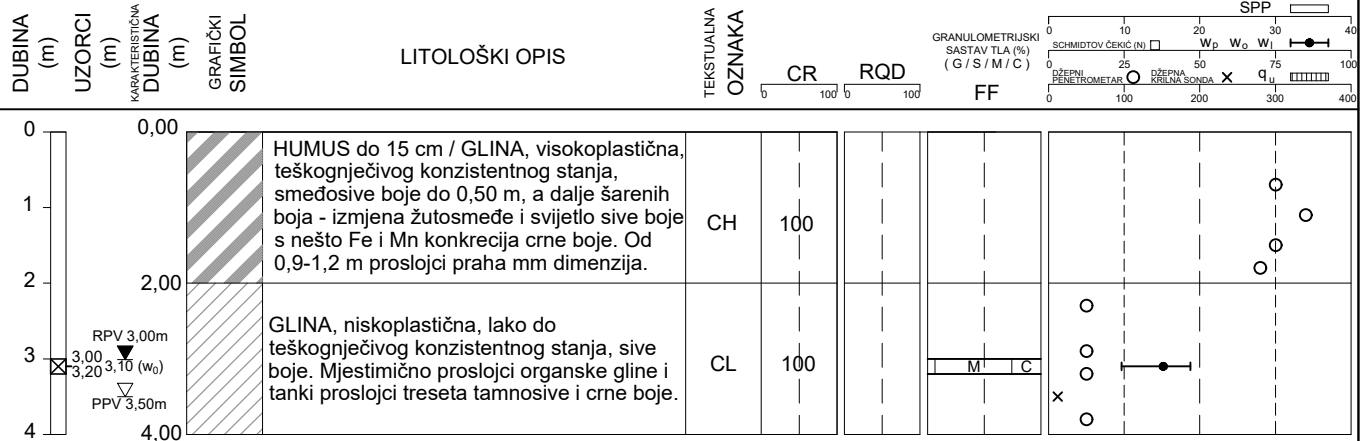 DUBINA
(m)
UZORCI
(m)
KARAKTERISTIČNA
DUBINA
(m)
GRAFIČKI
SIMBOL
LITOLOŠKI OPIS
TEKSTUALNA
OZNAKA
CR
0 100
RQD
0 100
GRANULOMETRIJSKI
SASTAV TLA (%)
( G / S / M / C )
FF
SPP
0 10 20 30 40
SCHMIDTOV ČEKIĆ (N) wp wo wl
0 25 50 75 100
DŽEPNI PENETROMETAR
DŽEPNA KRILNA SONDA
qu
0 100 200 300 400
0
1
2
3
4
0,00
HUMUS do 15 cm / GLINA, visokoplastična,
teškognječivog konzistentnog stanja,
smeđosive boje do 0,50 m, a dalje šarenih
boja - izmjena žutosmeđe i svijetlo sive boje
s nešto Fe i Mn konkrecija crne boje. Od
0,9-1,2 m proslojci praha mm dimenzija.
CH
100
2,00
RPV 3,00m
3,00
3,20
3,10 (w0)
PPV 3,50m
GLINA, niskoplastična, lako do
teškognječivog konzistentnog stanja, sive
boje. Mjestimično proslojci organske gline i
tanki proslojci treseta tamnosive i crne boje.
CL
100
M C
4,00